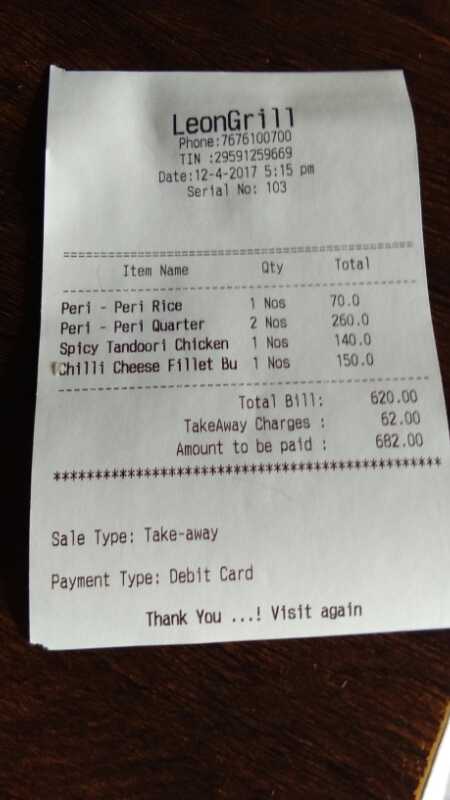 LeonGrill
Phone:7676100700
TIN :29591259669
Date:12-4-2017 5:15 pm
Serial No: 103
================================================
Item Name Qty Total
------------------------------------------------
Peri - Peri Rice 1 Nos 70.0
Peri - Peri Quarter 2 Nos 260.0
Spicy Tandoori Chicken 1 Nos 140.0
Chilli Cheese Fillet Bu 1 Nos 150.0
------------------------------------------------
Total Bill: 620.00
TakeAway Charges : 62.00
Amount to be paid : 682.00
************************************************
Sale Type: Take-away
Payment Type: Debit Card
Thank You ...! Visit again